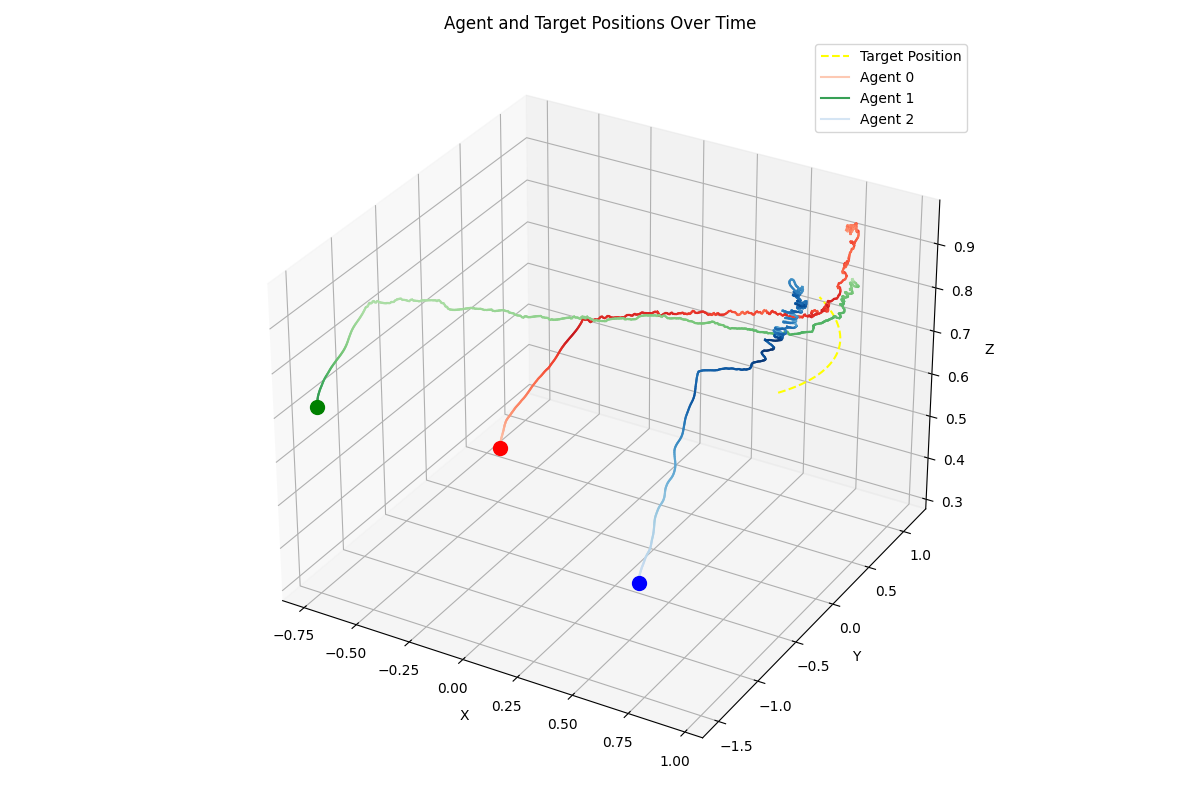 Agent and Target Positions Over Time
Target Position
Agent 0
Agent 1
Agent 2
0.9
0.8
0.7
0.6
0.5
0.4
0.3
Z
1.0
0.5
0.0
−0.5
−1.0
−1.5
Y
−0.75
−0.50
−0.25
0.00
0.25
0.50
0.75
1.00
X